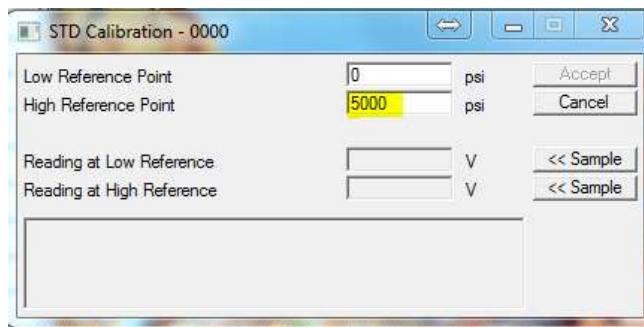 STD Calibration - 0000
Low Reference Point 0 psi Accept
High Reference Point 5000 psi Cancel
Reading at Low Reference V << Sample
Reading at High Reference V << Sample